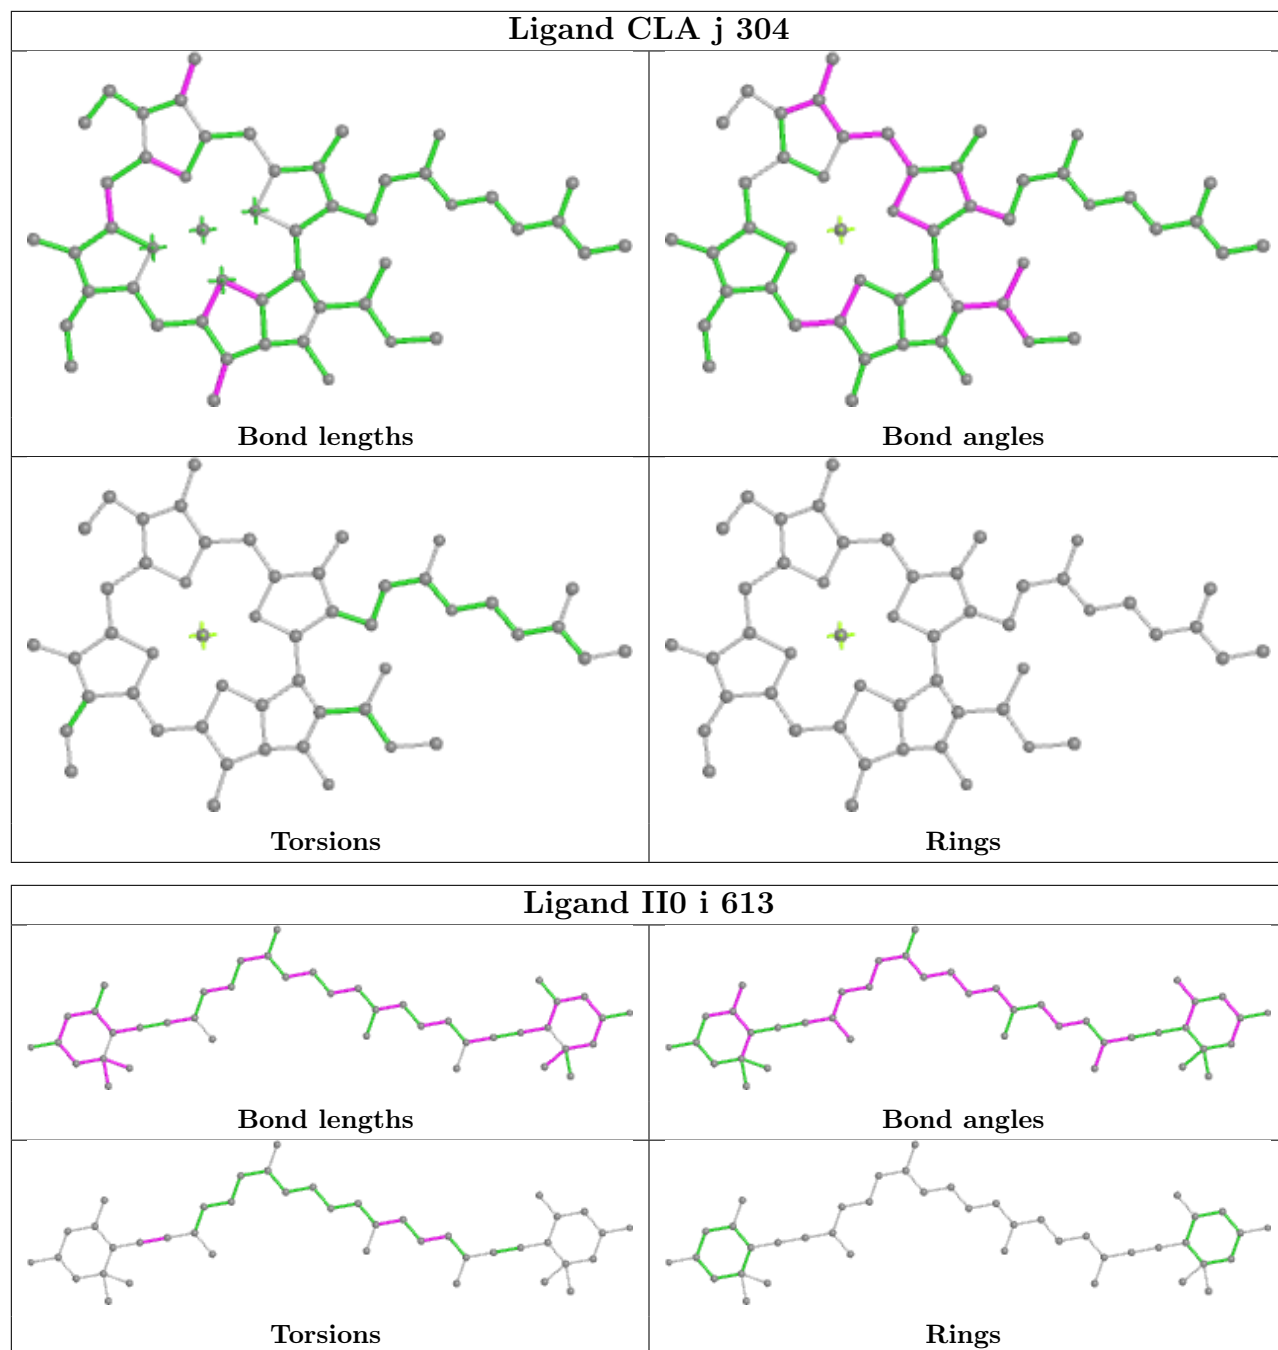 Ligand CLA j 304
Bond lengths
Bond angles
Torsions
Rings
Ligand II0 i 613
Bond lengths
Bond angles
Torsions
Rings